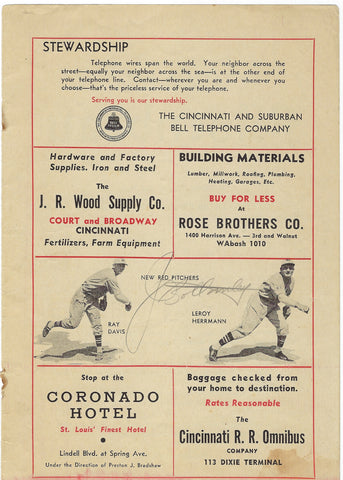 STEWARDSHIP
Telephone wires span the world. Your neighbor across the
street—equally your neighbor across the sea—is at the other end of
your telephone line. Contact—wherever you are and whenever you
choose—that's the priceless service of your telephone.
Serving you is our stewardship.
THE CINCINNATI AND SUBURBAN
BELL TELEPHONE COMPANY
Hardware and Factory
Supplies. Iron and Steel
The
J. R. Wood Supply Co.
COURT and BROADWAY
CINCINNATI
Fertilizers, Farm Equipment
BUILDING MATERIALS
Lumber, Millwork, Roofing, Plumbing,
Heating, Garages, Etc.
BUY FOR LESS
At
ROSE BROTHERS CO.
1400 Harrison Ave. — 3rd and Walnut
WAbash 1010
NEW RED PITCHERS
RAY
DAVIS
LEROY
HERRMANN
Stop at the
CORONADO
HOTEL
St. Louis' Finest Hotel
Lindell Blvd. at Spring Ave.
Under the Direction of Preston J. Bradshaw
Baggage checked from
your home to destination.
Rates Reasonable
The
Cincinnati R. R. Omnibus
COMPANY
113 DIXIE TERMINAL